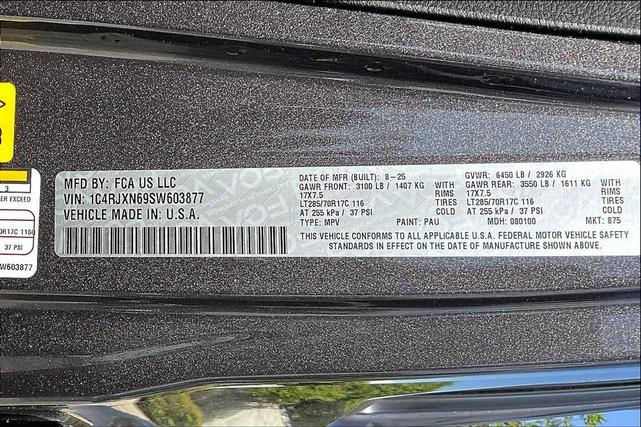 3
ER EXCEED
37 PSI
W603877
MFD BY: FCA US LLC
VIN: 1C4RJXN69SW603877
VEHICLE MADE IN U.S.A.
DATE OF MFR (BUILT): 8-25 GVWR: 6450 LB / 2926 KG
GAWR FRONT: 3100 LB / 1407 KG WITH GAWR REAR: 3550 LB / 1611 KG WITH
17X7.5 RIMS 17X7.5 RIMS
LT285/70R17C 116 TIRES LT285/70R17C 116 TIRES
AT 255 kPa / 37 PSI COLD AT 255 kPa / 37 PSI COLD
TYPE: MPV PAINT: PAU MDH: 080100 MKT: 875
THIS VEHICLE CONFORMS TO ALL APPLICABLE U.S.A. FEDERAL MOTOR VEHICLE SAFETY
STANDARDS IN EFFECT ON THE DATE OF MANUFACTURE SHOWN ABOVE.